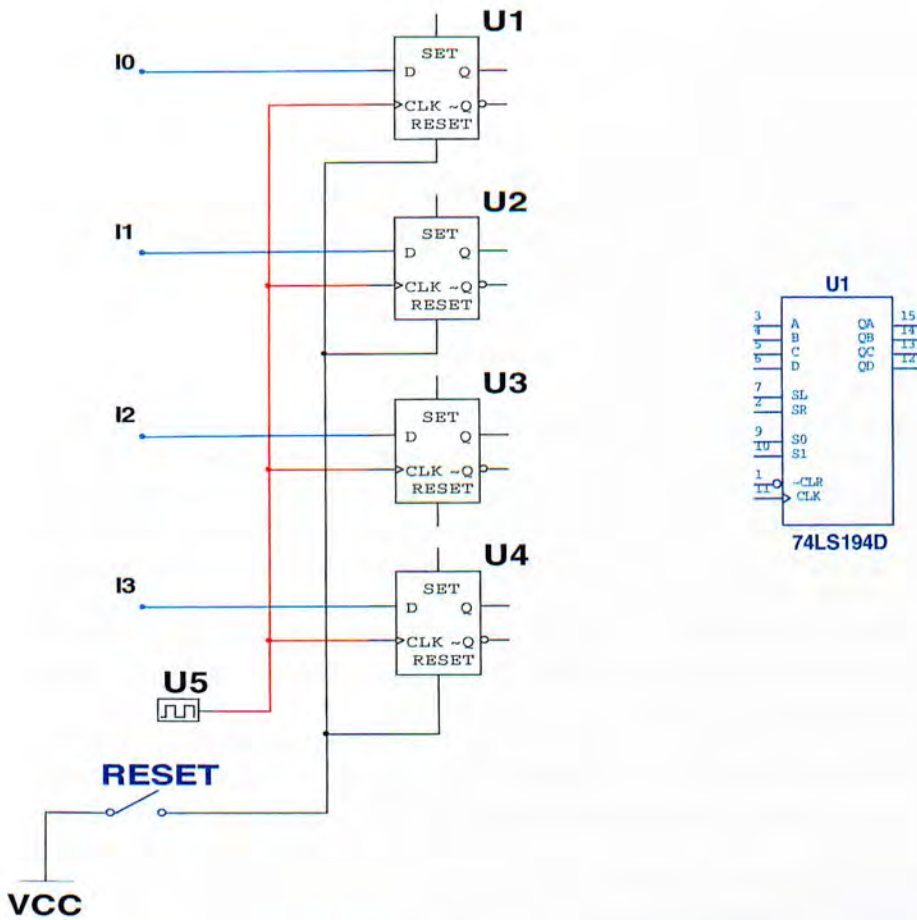 U1
SET
I0
D Q
CLK ~Q
RESET
U2
SET
I1
D Q
CLK ~Q
RESET
U3
SET
I2
D Q
CLK ~Q
RESET
U4
SET
I3
D Q
CLK ~Q
RESET
U5
RESET
VCC
U1
3 A QA 15
4 B QB 14
5 C QC 13
6 D QD 12
7 SL
2 SR
9 S0
10 S1
1 ~CLR
11 CLK
74LS194D